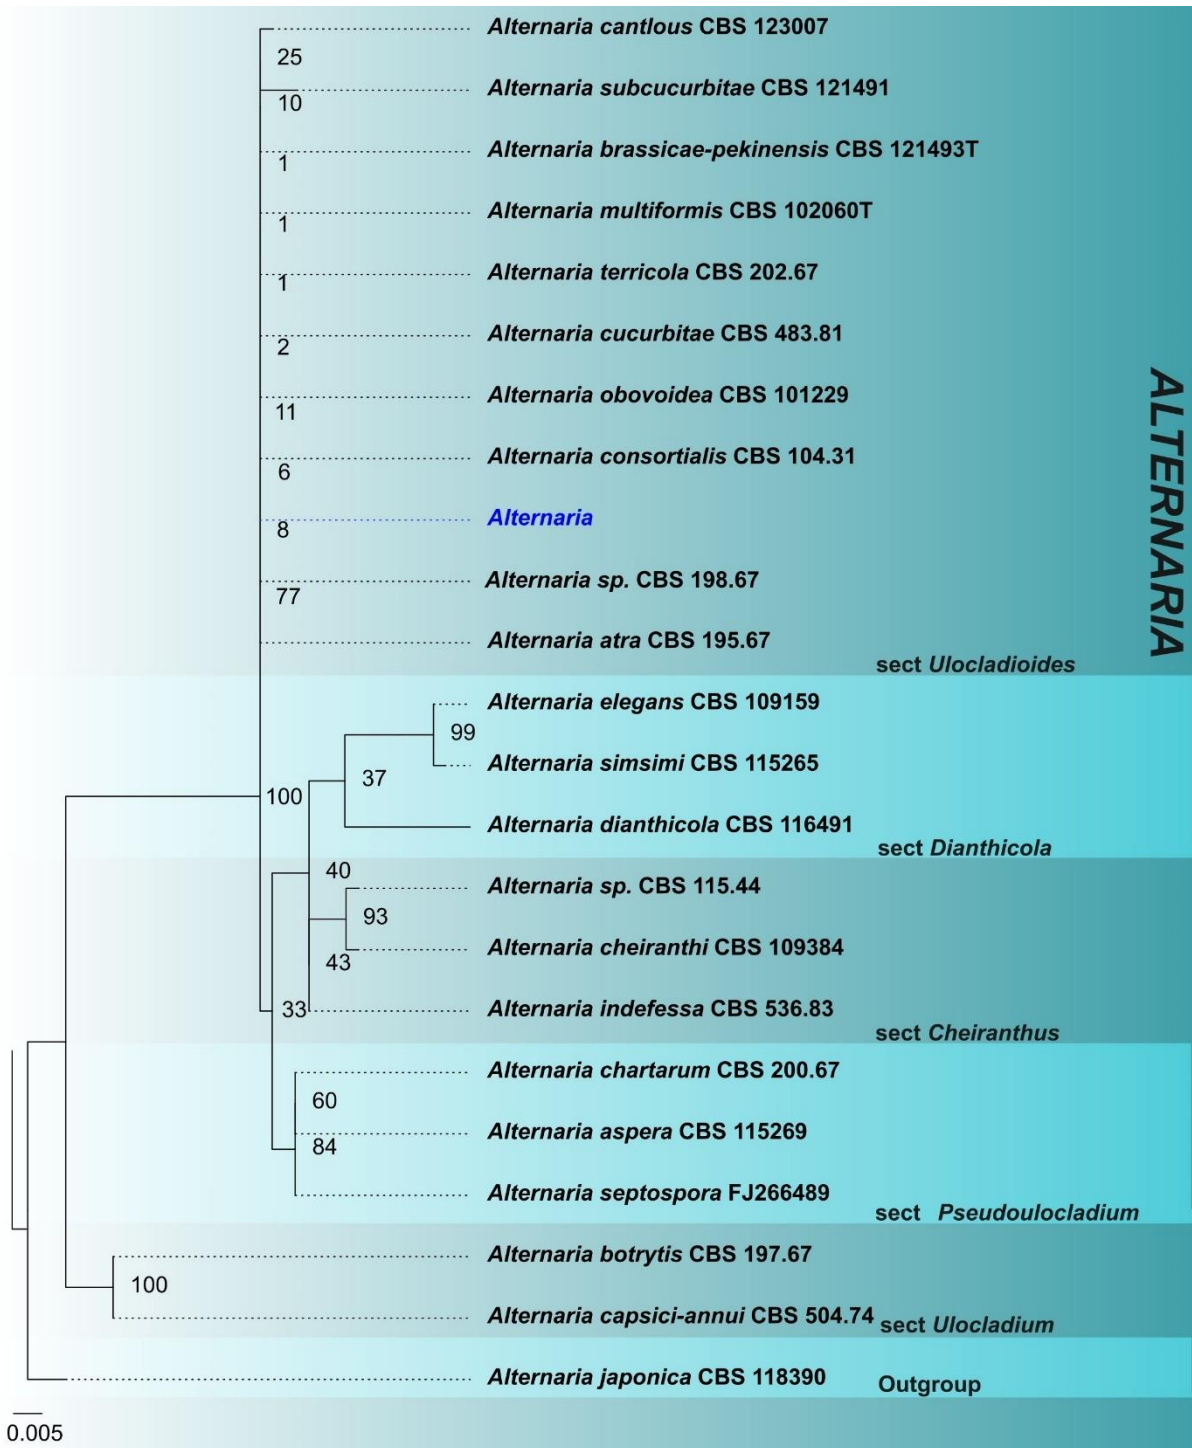 Alternaria cantlous CBS 123007
25
Alternaria subcucurbitae CBS 121491
10
Alternaria brassicae-pekinensis CBS 121493T
1
Alternaria multiformis CBS 102060T
1
Alternaria terricola CBS 202.67
1
Alternaria cucurbitae CBS 483.81
2
Alternaria obovoidea CBS 101229
11
Alternaria consortialis CBS 104.31
6
Alternaria
8
Alternaria sp. CBS 198.67
77
Alternaria atra CBS 195.67
sect Ulocladioides
ALTERNARIA
Alternaria elegans CBS 109159
99
Alternaria simsimi CBS 115265
37
100
Alternaria dianthicola CBS 116491
sect Dianthicola
40
Alternaria sp. CBS 115.44
93
Alternaria cheiranthi CBS 109384
43
33
Alternaria indefessa CBS 536.83
sect Cheiranthus
Alternaria chartarum CBS 200.67
60
Alternaria aspera CBS 115269
84
Alternaria septospora FJ266489
sect Pseudoulocladium
Alternaria botrytis CBS 197.67
100
Alternaria capsici-annui CBS 504.74
sect Ulocladium
Alternaria japonica CBS 118390
Outgroup
0.005